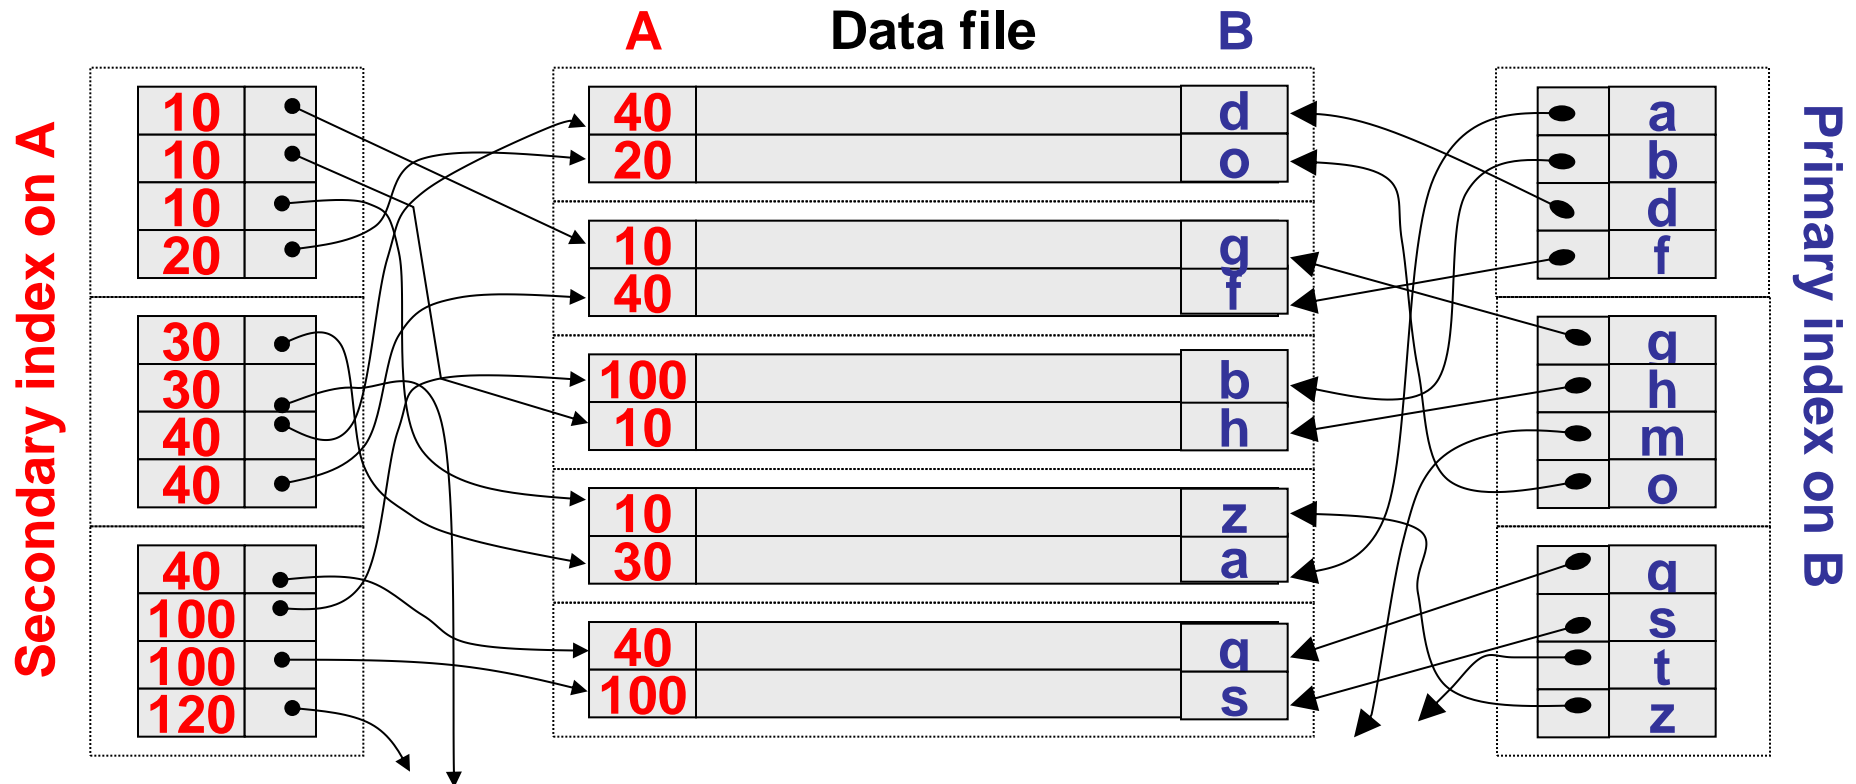 A Data file B
Secondary index on A
10
10
10
20
30
30
40
40
40
100
100
120
40 d
20 o
10 g
40 f
100 b
10 h
10 z
30 a
40 q
100 s
a
b
d
f
g
h
m
o
q
s
t
z
Primary index on B